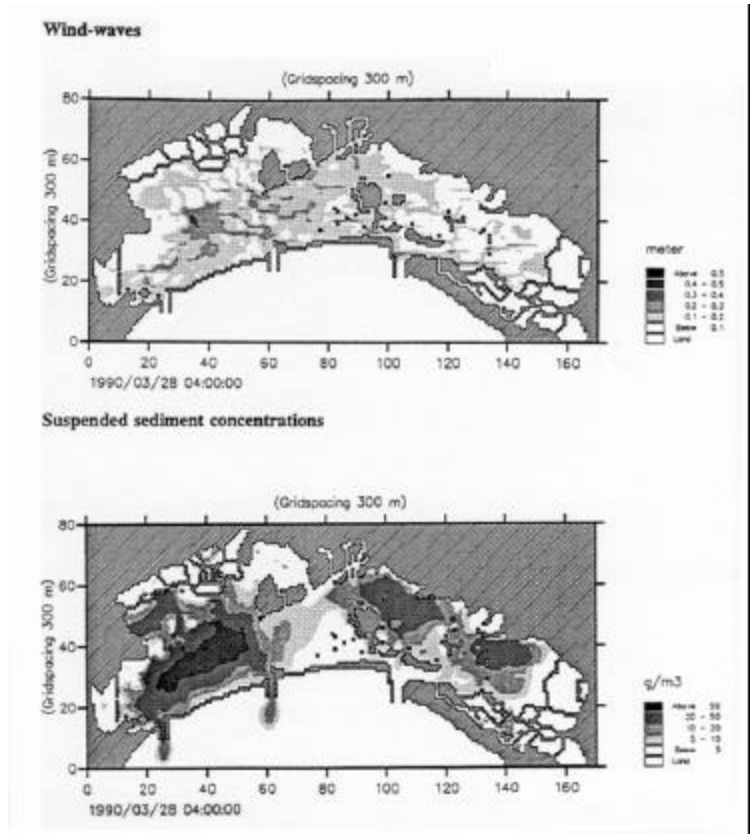 Wind-waves
(Gridspacing 300 m)
(Gridspacing 300 m)
80
60
40
20
0
0 20 40 60 80 100 120 140 160
1990/03/28 04:00:00
meter
Above 0.5
0.4 - 0.5
0.3 - 0.4
0.2 - 0.3
0.1 - 0.2
Below 0.1
Land
Suspended sediment concentrations
(Gridspacing 300 m)
(Gridspacing 300 m)
80
60
40
20
0
0 20 40 60 80 100 120 140 160
1990/03/28 04:00:00
g/m3
Above 50
20 - 50
10 - 20
5 - 10
Below 5
Land